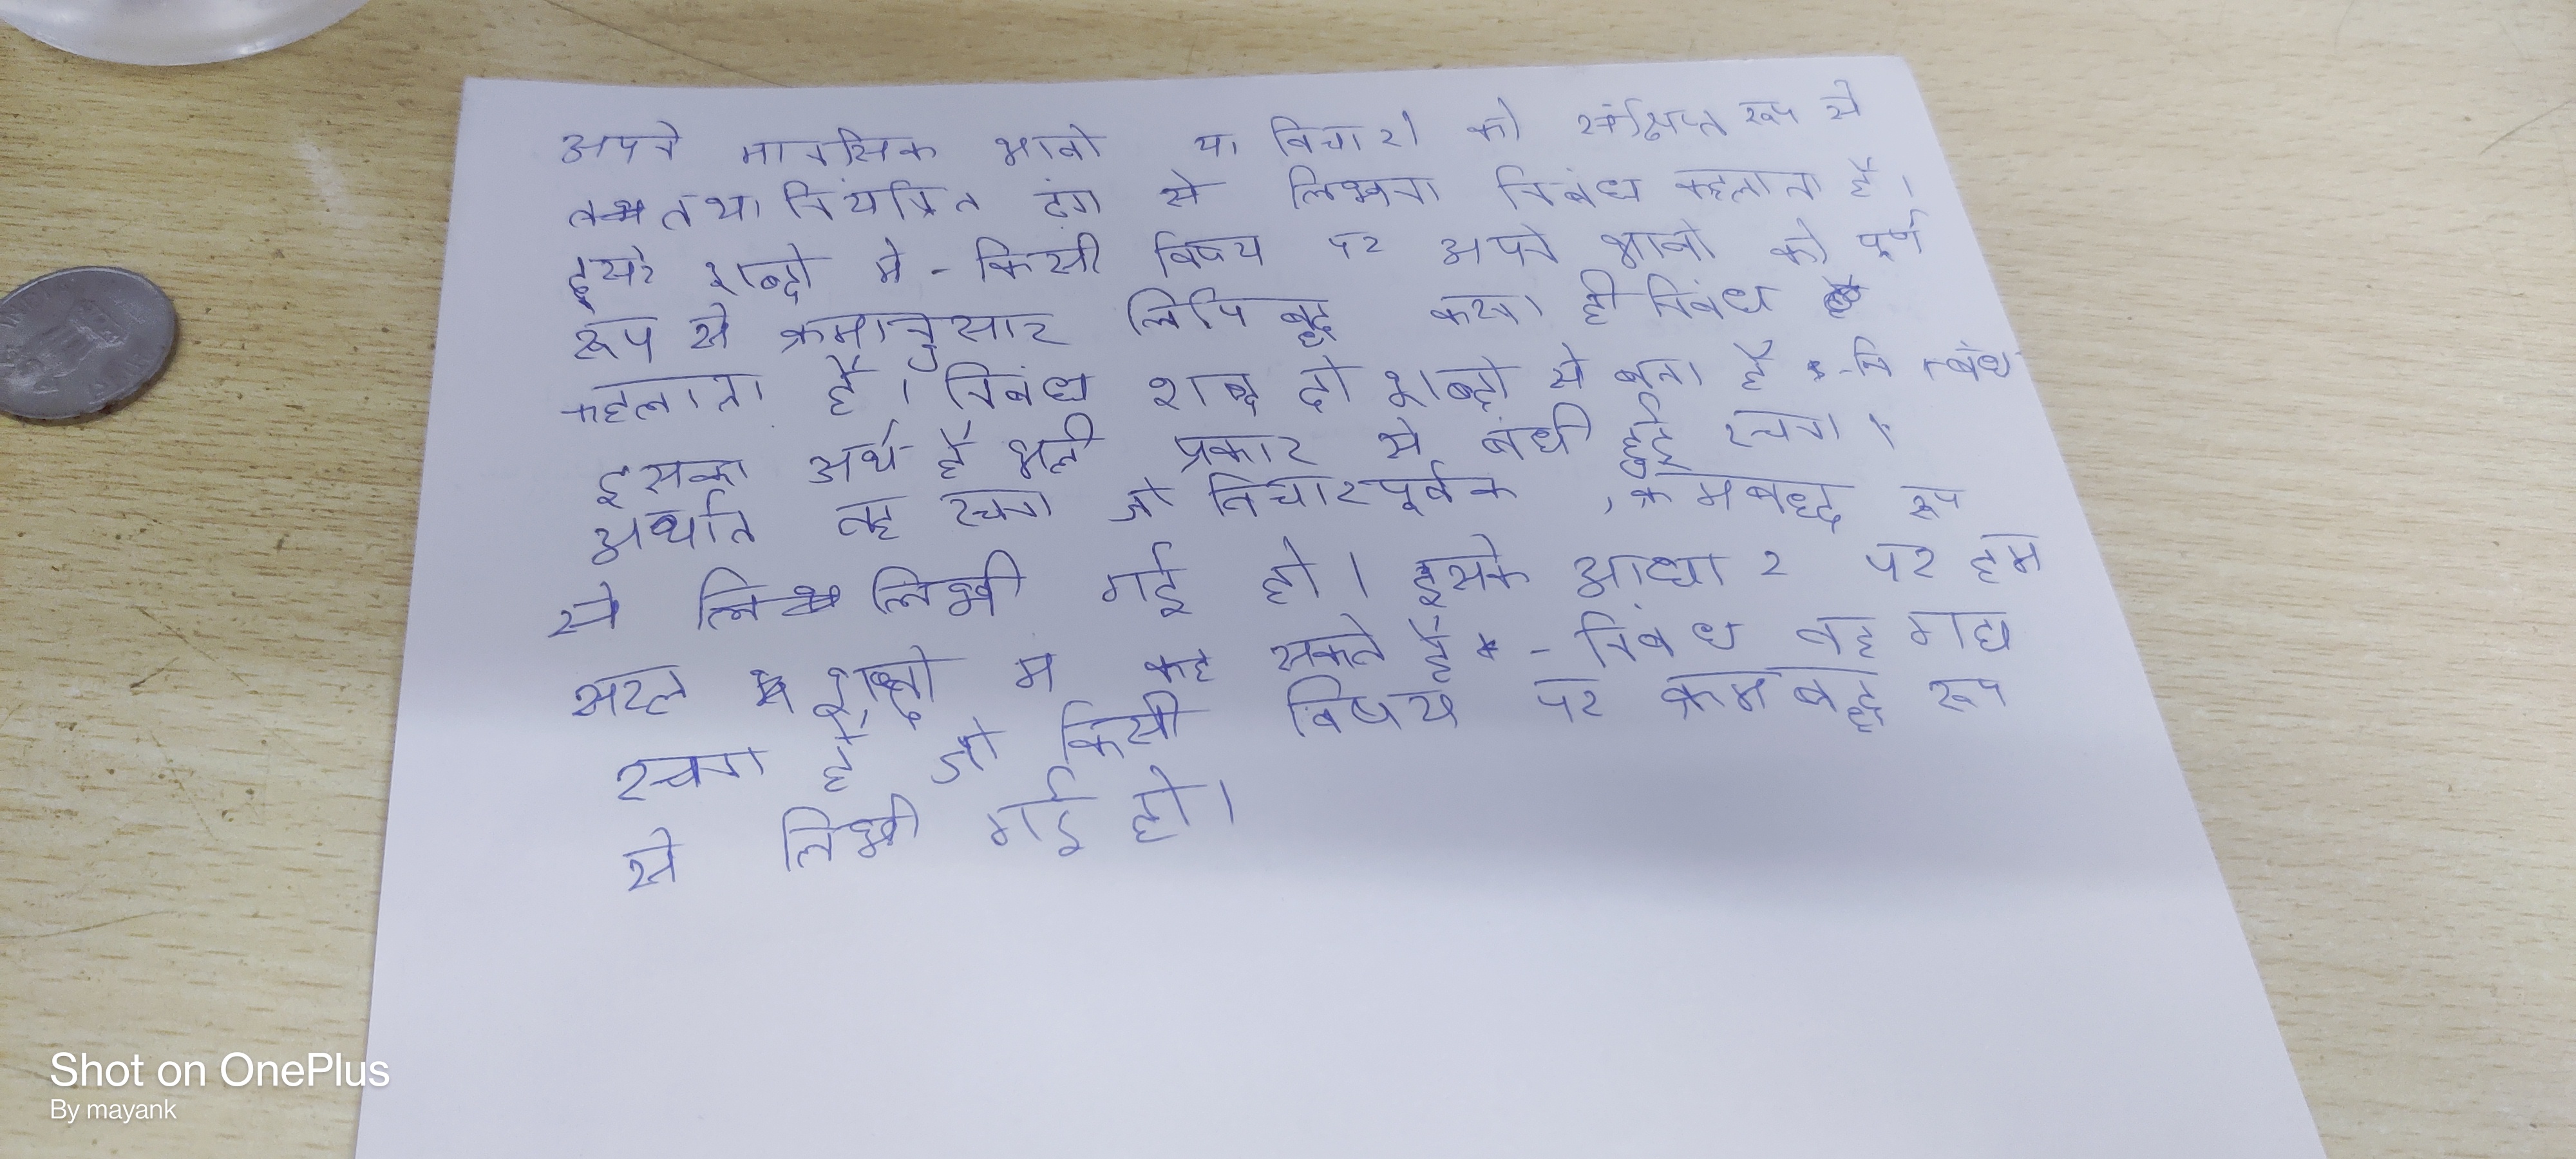 अपने मानसिक भावो या विचारो को संक्षिप्त रूप से
तथा नियंत्रित ढंग से लिखना निबंध कहलाता है।
दुसरे शब्दो मे - किसी विषय पर अपने भावो को पूर्ण
रूप से क्रमानुसार लिपि बद्ध करना ही निबंध
कहलाता है। निबंध शब्द दो शब्दो से बना है - नि + बंध
इसका अर्थ है भली प्रकार से बंधी हुई रचना।
अर्थात वह रचना जो विचारपूर्वक , क्रमबध्द रूप
से लिखी गई हो। इसके आधार पर हम
सरल शब्दो म कह सकते है - निबंध वह गद्य
रचना है, जो किसी विषय पर क्रमबद्ध रूप
से लिखी गई हो।
Shot on OnePlus
By mayank